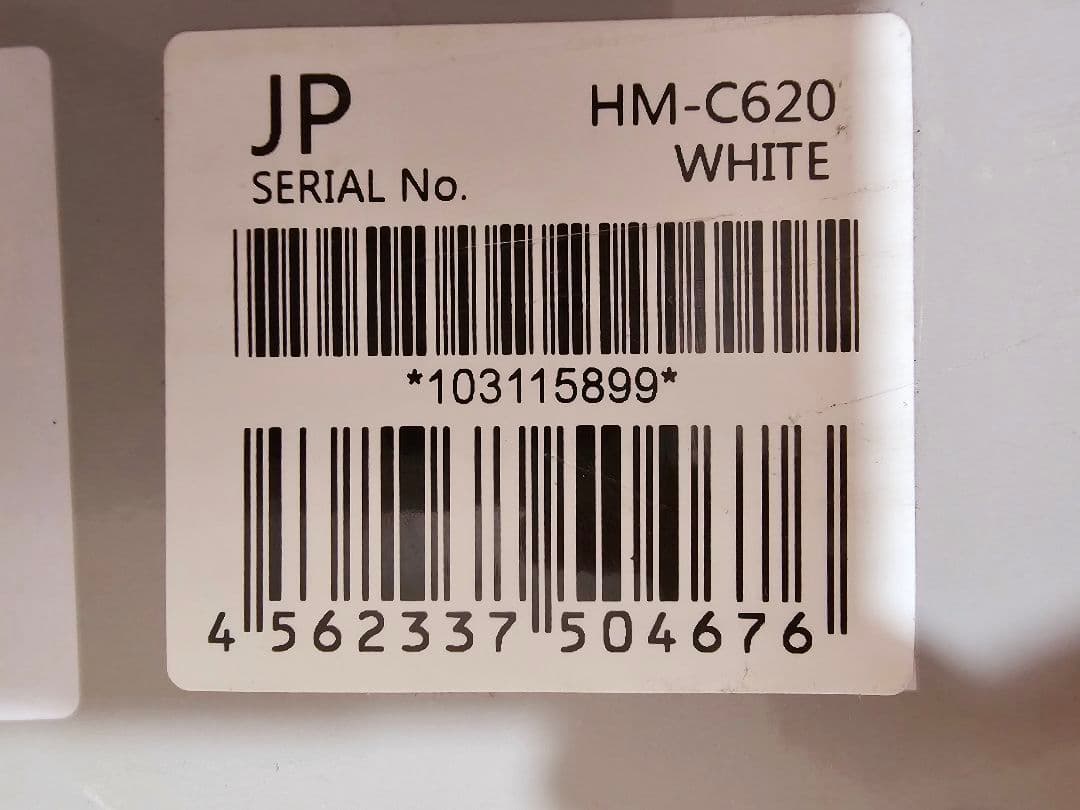 JP
HM-C620
WHITE
SERIAL No.
*103115899*
4 562337 504676